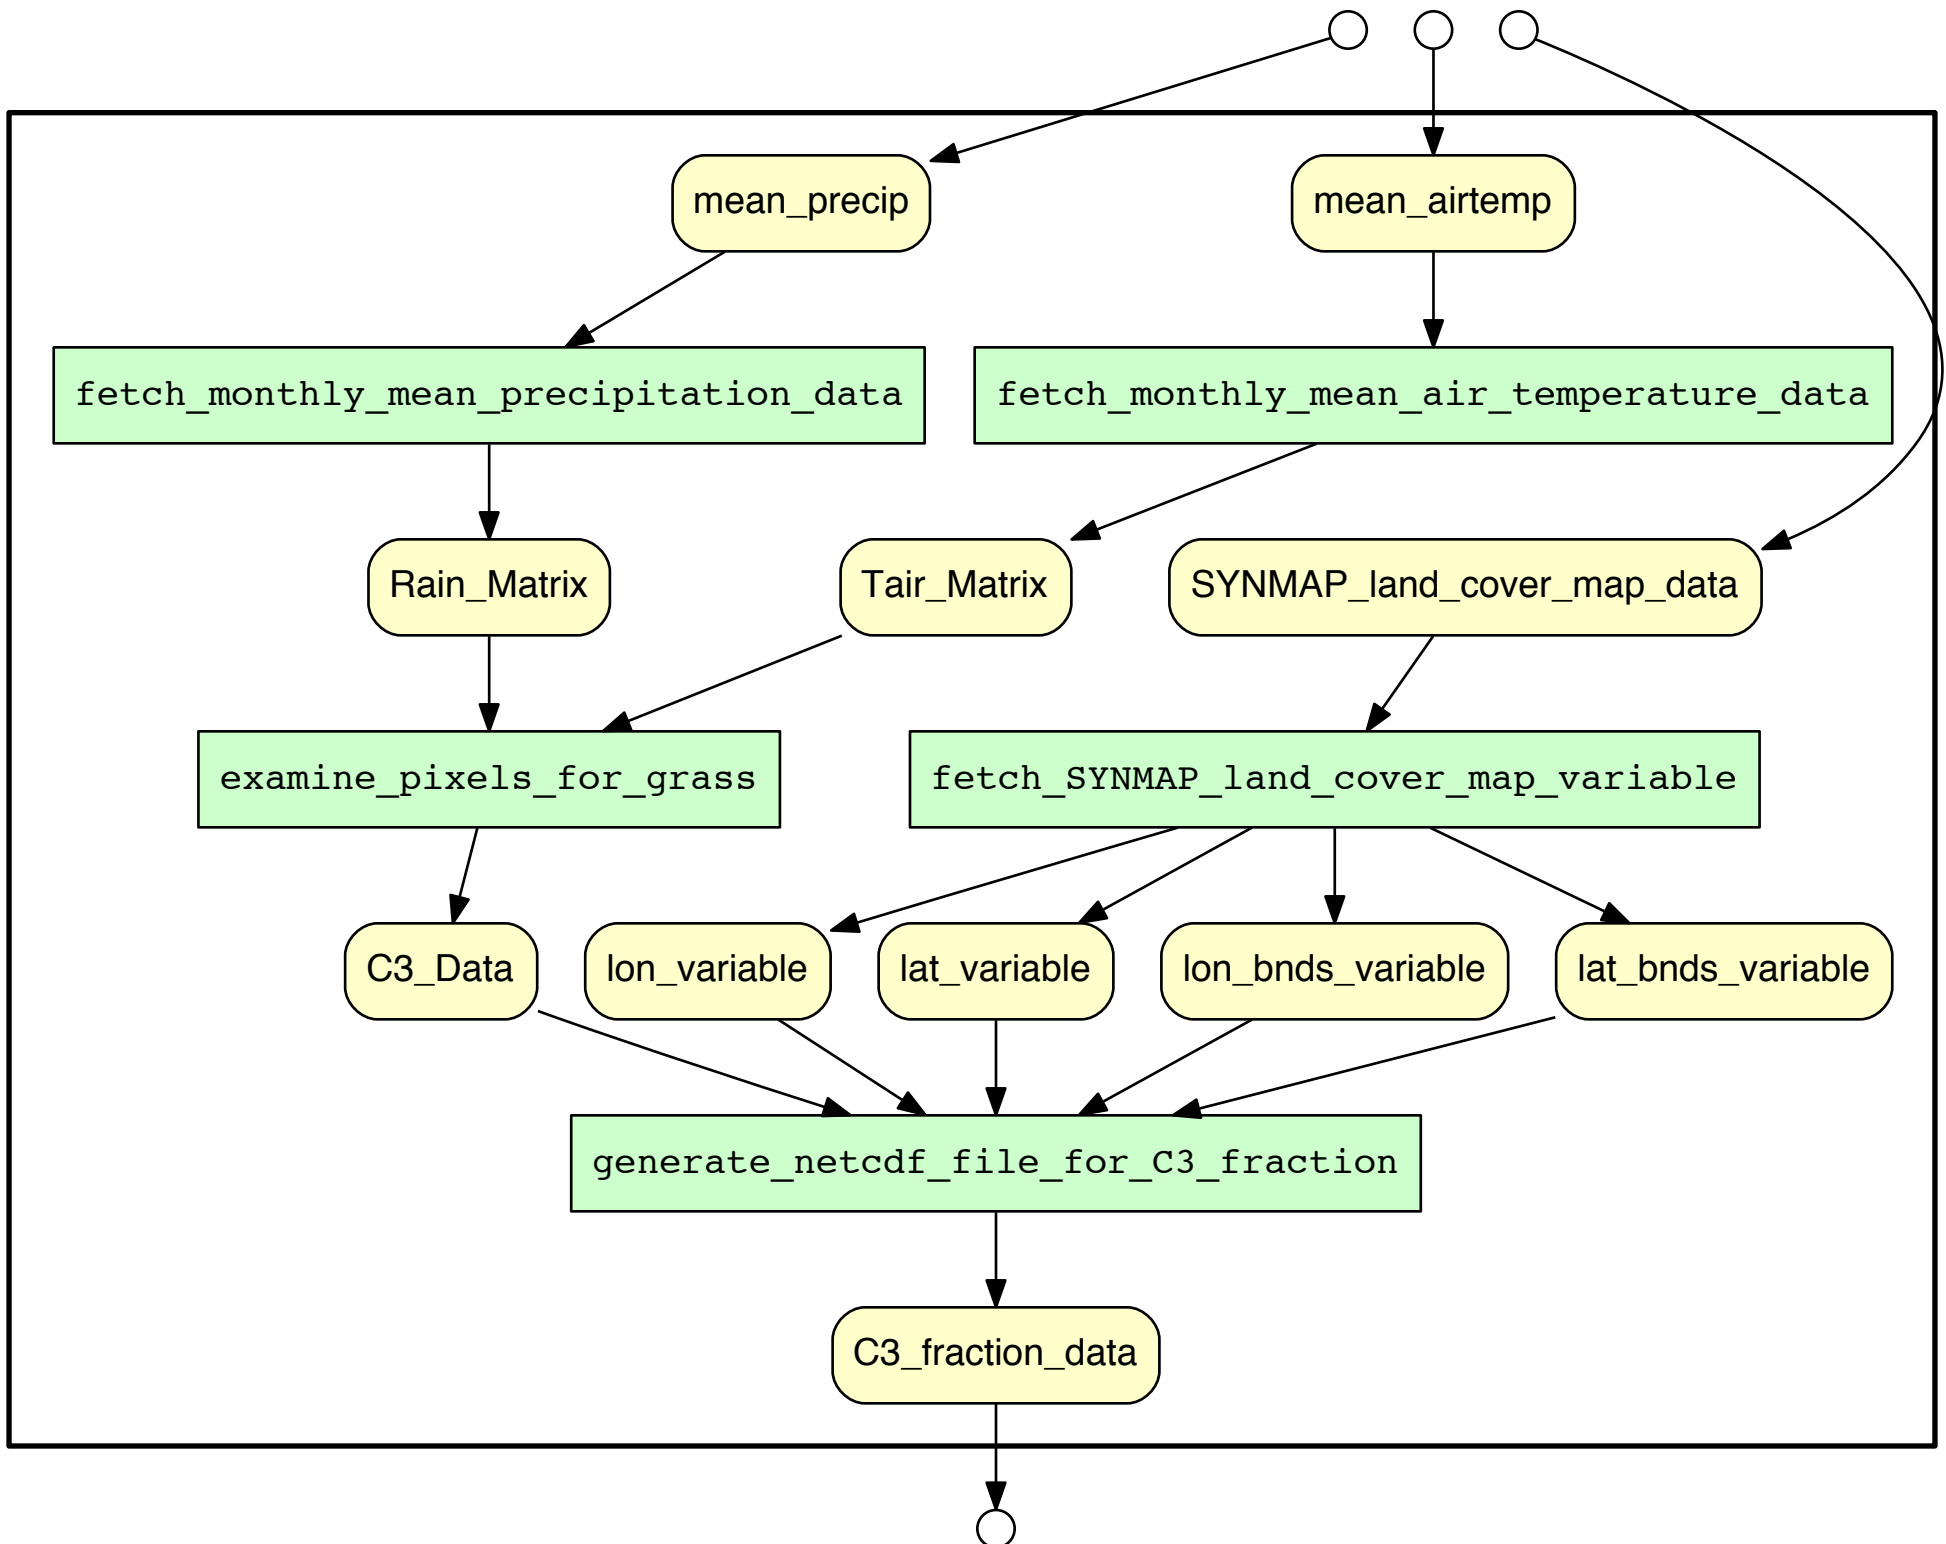 mean_precip
mean_airtemp
fetch_monthly_mean_precipitation_data
fetch_monthly_mean_air_temperature_data
Rain_Matrix
Tair_Matrix
SYNMAP_land_cover_map_data
examine_pixels_for_grass
fetch_SYNMAP_land_cover_map_variable
C3_Data
lon_variable
lat_variable
lon_bnds_variable
lat_bnds_variable
generate_netcdf_file_for_C3_fraction
C3_fraction_data